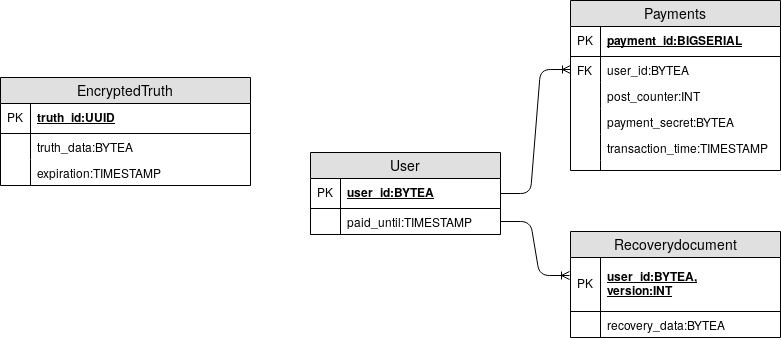 EncryptedTruth
PK truth_id:UUID
truth_data:BYTEA
expiration:TIMESTAMP
User
PK user_id:BYTEA
paid_until:TIMESTAMP
Payments
PK payment_id:BIGSERIAL
FK user_id:BYTEA
post_counter:INT
payment_secret:BYTEA
transaction_time:TIMESTAMP
Recoverydocument
PK user_id:BYTEA,
version:INT
recovery_data:BYTEA